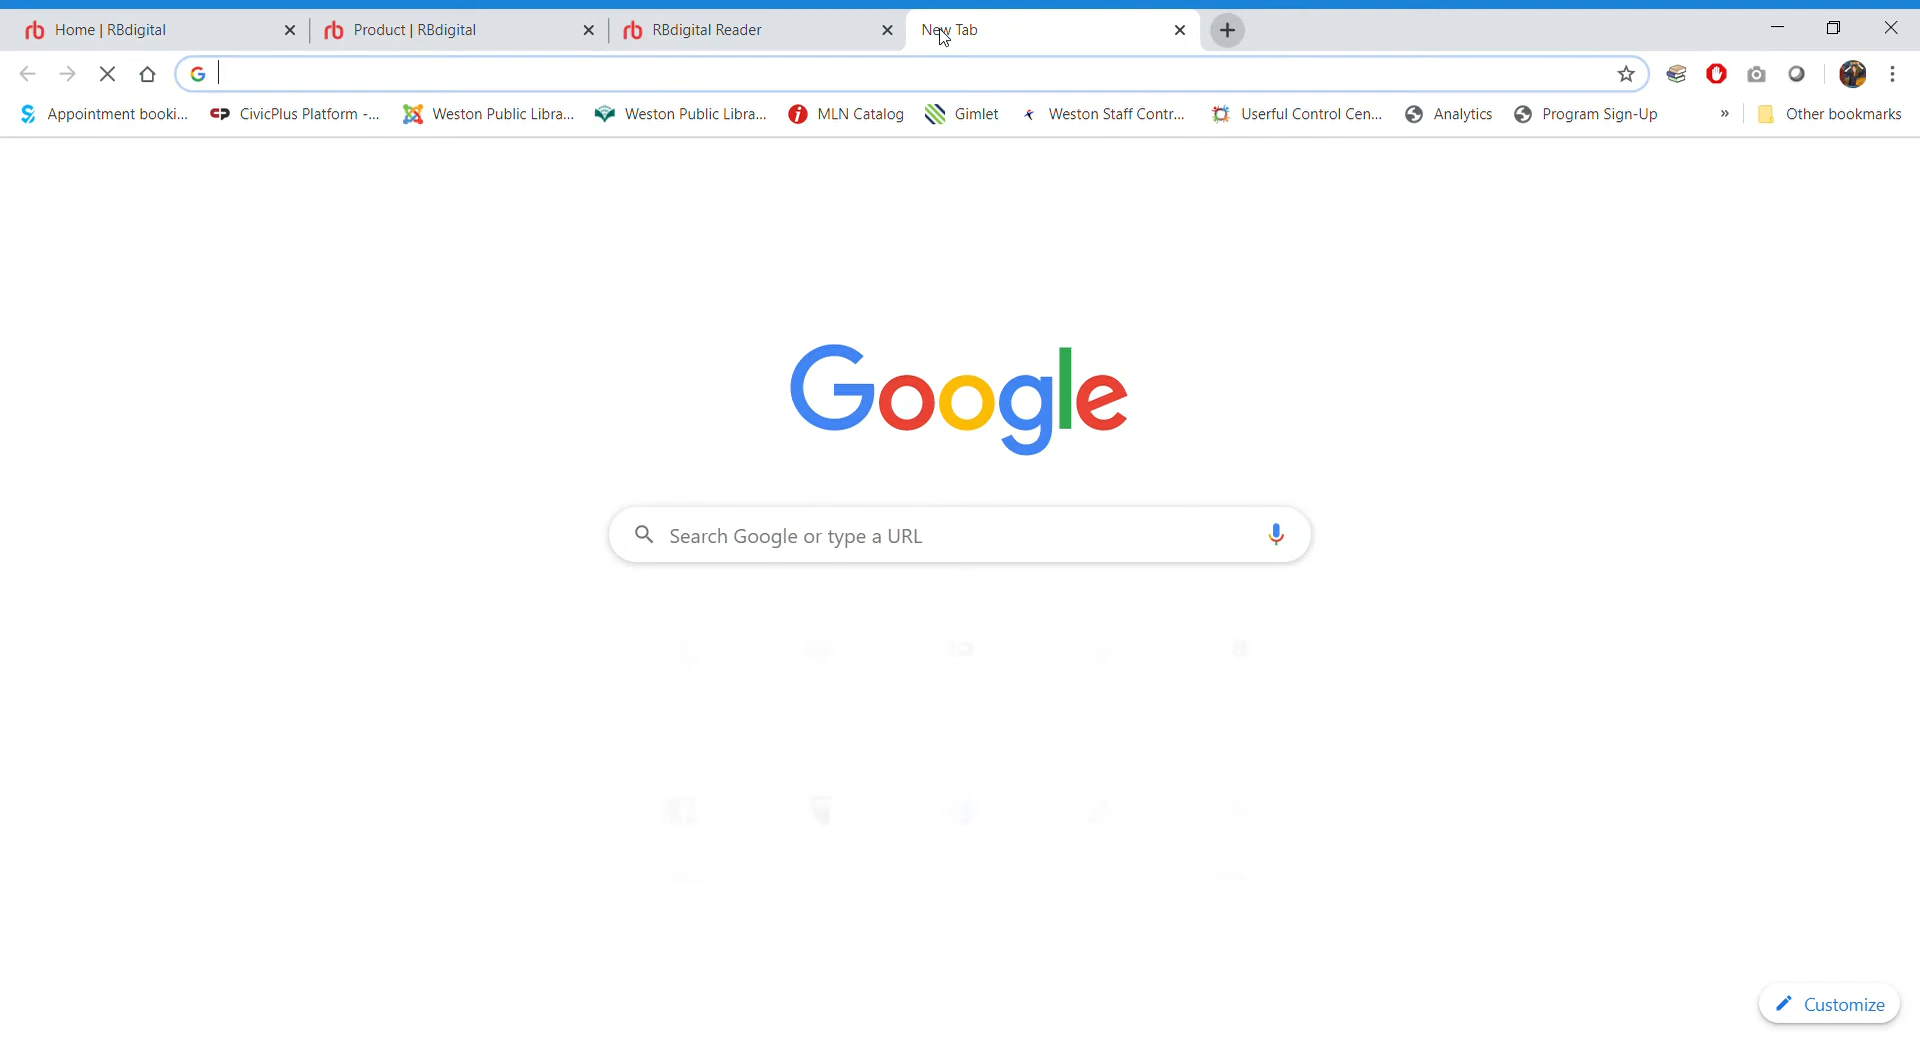 Home | RBdigital
Product | RBdigital
RBdigital Reader
New Tab
Appointment booki...
CivicPlus Platform -...
Weston Public Libra...
Weston Public Libra...
MLN Catalog
Gimlet
Weston Staff Contr...
Userful Control Cen...
Analytics
Program Sign-Up
»
Other bookmarks
Google
Search Google or type a URL
Customize